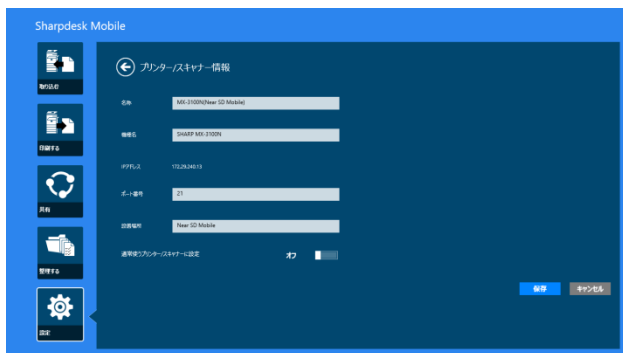 Sharpdesk Mobile
取り込む
印刷する
共有
整理する
設定
プリンター/スキャナー情報
名称
MX-3100N(Near SD Mobile)
機種名
SHARP MX-3100N
IPアドレス
172.29.240.13
ポート番号
21
設置場所
Near SD Mobile
通常使うプリンター/スキャナーに設定
オフ
保存
キャンセル